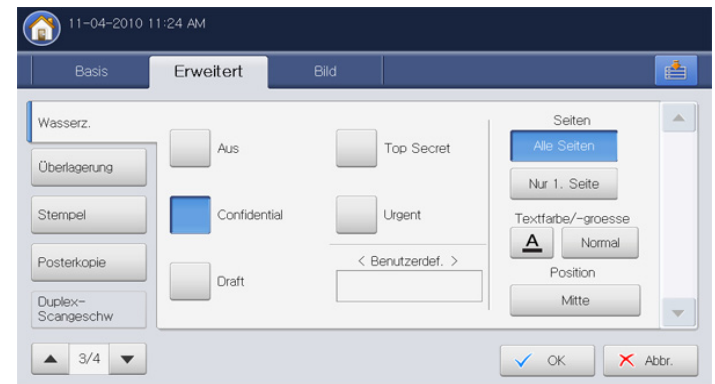 11-04-2010 11:24 AM
Basis
Erweitert
Bild
Wasserz.
Überlagerung
Stempel
Posterkopie
Duplex-
Scangeschw
3/4
Aus
Top Secret
Confidential
Urgent
Draft
< Benutzerdef. >
Seiten
Alle Seiten
Nur 1. Seite
Textfarbe/-groesse
A
Normal
Position
Mitte
OK
Abbr.